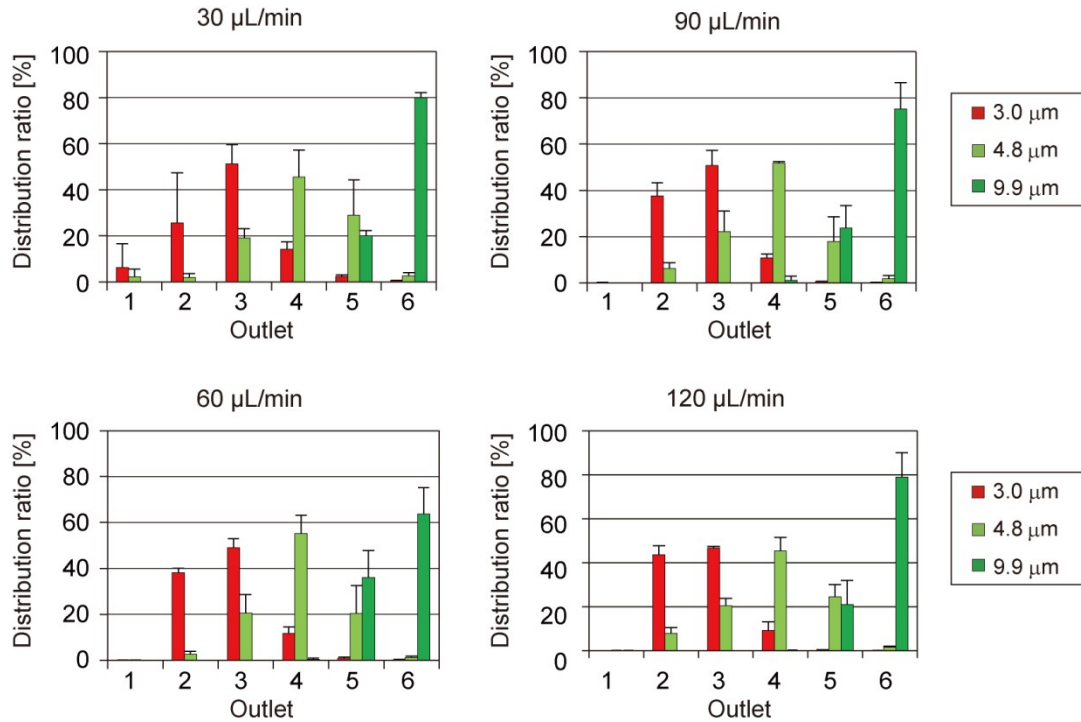 30 µL/min
Distribution ratio [%]
100
80
60
40
20
0
1 2 3 4 5 6
Outlet
90 µL/min
Distribution ratio [%]
100
80
60
40
20
0
1 2 3 4 5 6
Outlet
3.0 µm
4.8 µm
9.9 µm
60 µL/min
Distribution ratio [%]
100
80
60
40
20
0
1 2 3 4 5 6
Outlet
120 µL/min
Distribution ratio [%]
100
80
60
40
20
0
1 2 3 4 5 6
Outlet
3.0 µm
4.8 µm
9.9 µm